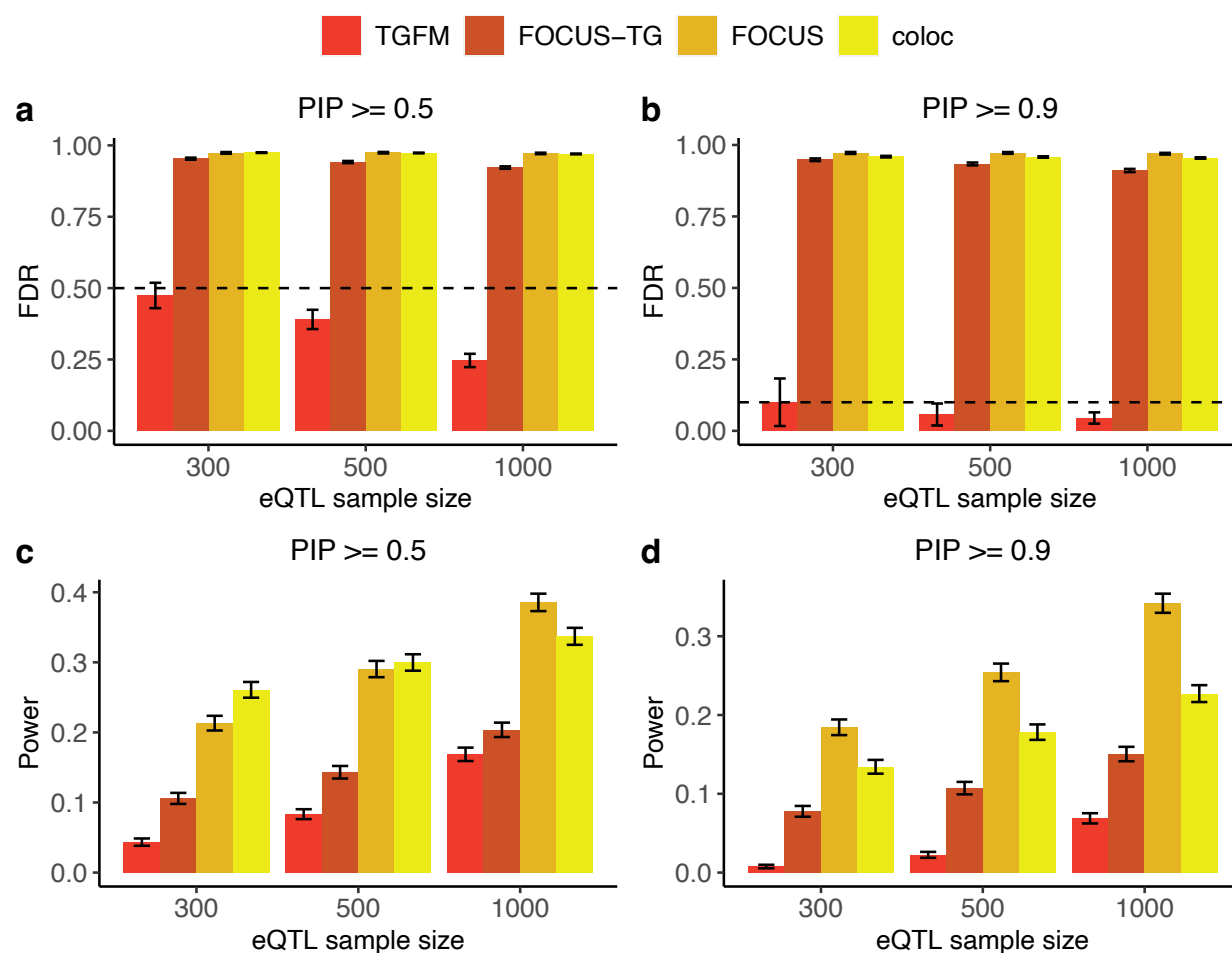 TGFM FOCUS−TG FOCUS coloc
a PIP >= 0.5
1.00
0.75
0.50
0.25
0.00
FDR
300 500 1000
eQTL sample size
b PIP >= 0.9
1.00
0.75
0.50
0.25
0.00
FDR
300 500 1000
eQTL sample size
c PIP >= 0.5
0.4
0.3
0.2
0.1
0.0
Power
300 500 1000
eQTL sample size
d PIP >= 0.9
0.3
0.2
0.1
0.0
Power
300 500 1000
eQTL sample size